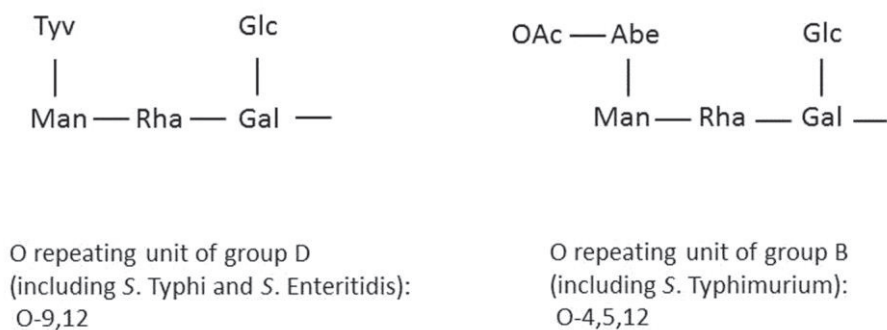 Tyv Glc
Man — Rha — Gal —
O repeating unit of group D
(including S. Typhi and S. Enteritidis):
O-9,12
OAc — Abe Glc
Man — Rha — Gal —
O repeating unit of group B
(including S. Typhimurium):
O-4,5,12